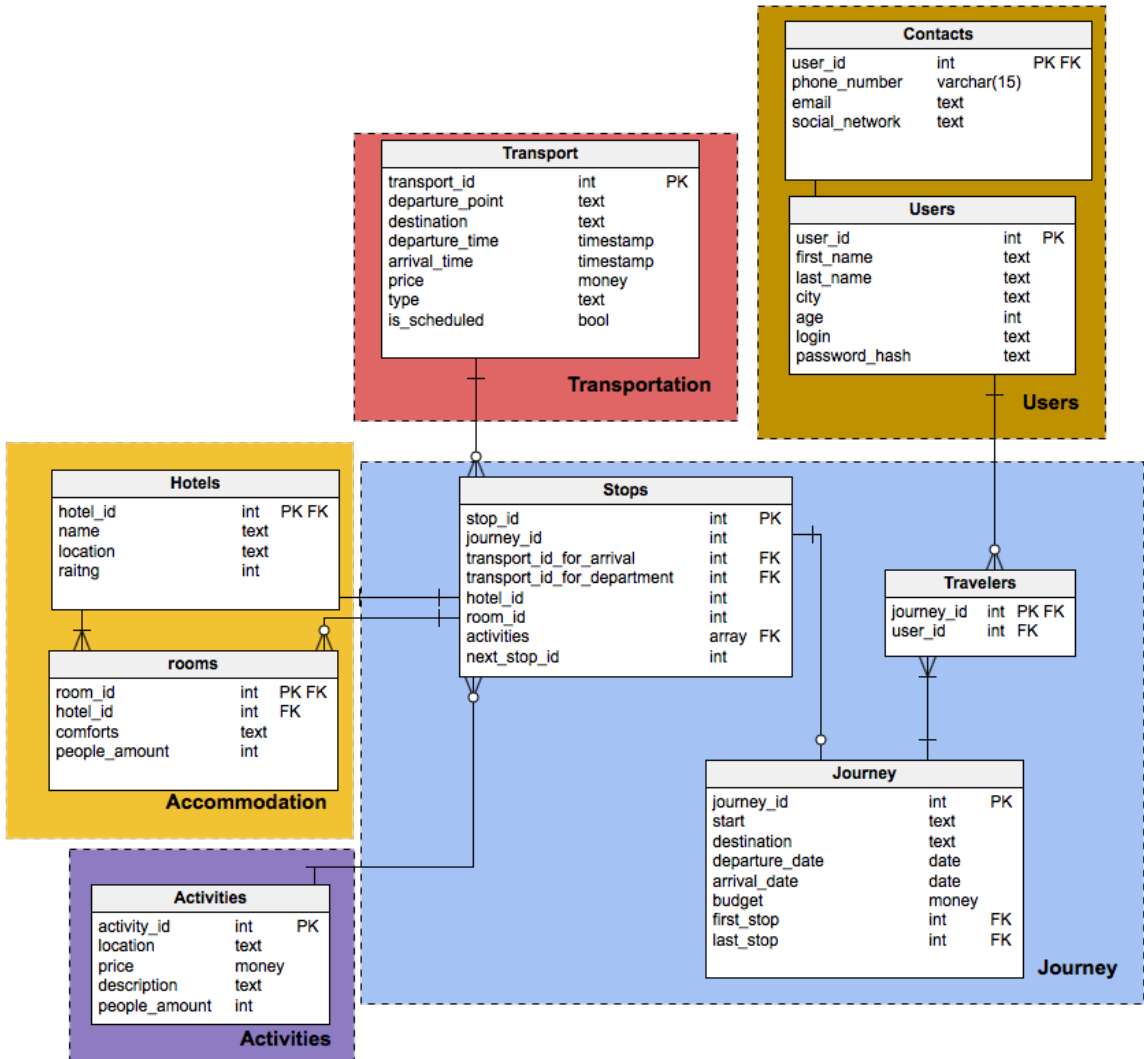 Contacts
user_id int PK FK
phone_number varchar(15)
email text
social_network text
Transport
transport_id int PK
departure_point text
destination text
departure_time timestamp
arrival_time timestamp
price money
type text
is_scheduled bool
Transportation
Users
user_id int PK
first_name text
last_name text
city text
age int
login text
password_hash text
Users
Hotels
hotel_id int PK FK
name text
location text
raitng int
rooms
room_id int PK FK
hotel_id int FK
comforts text
people_amount int
Accommodation
Stops
stop_id int PK
journey_id int
transport_id_for_arrival int FK
transport_id_for_department int FK
hotel_id int
room_id int
activities array FK
next_stop_id int
Travelers
journey_id int PK FK
user_id int FK
Journey
journey_id int PK
start text
destination text
departure_date date
arrival_date date
budget money
first_stop int FK
last_stop int FK
Journey
Activities
activity_id int PK
location text
price money
description text
people_amount int
Activities